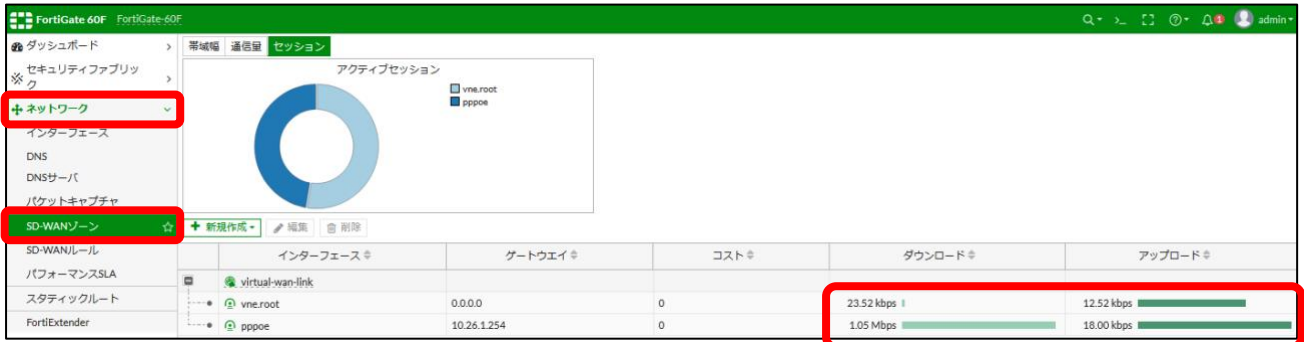 FortiGate 60F FortiGate-60F
admin
ダッシュボード
セキュリティファブリッ
ク
ネットワーク
インターフェース
DNS
DNSサーバ
パケットキャプチャ
SD-WANゾーン
SD-WANルール
パフォーマンスSLA
スタティックルート
FortiExtender
帯域幅 通信量 セッション
アクティブセッション
vne.root
pppoe
新規作成 編集 削除
インターフェース ゲートウエイ コスト ダウンロード アップロード
virtual-wan-link
vne.root 0.0.0.0 0 23.52 kbps 12.52 kbps
pppoe 10.26.1.254 0 1.05 Mbps 18.00 kbps